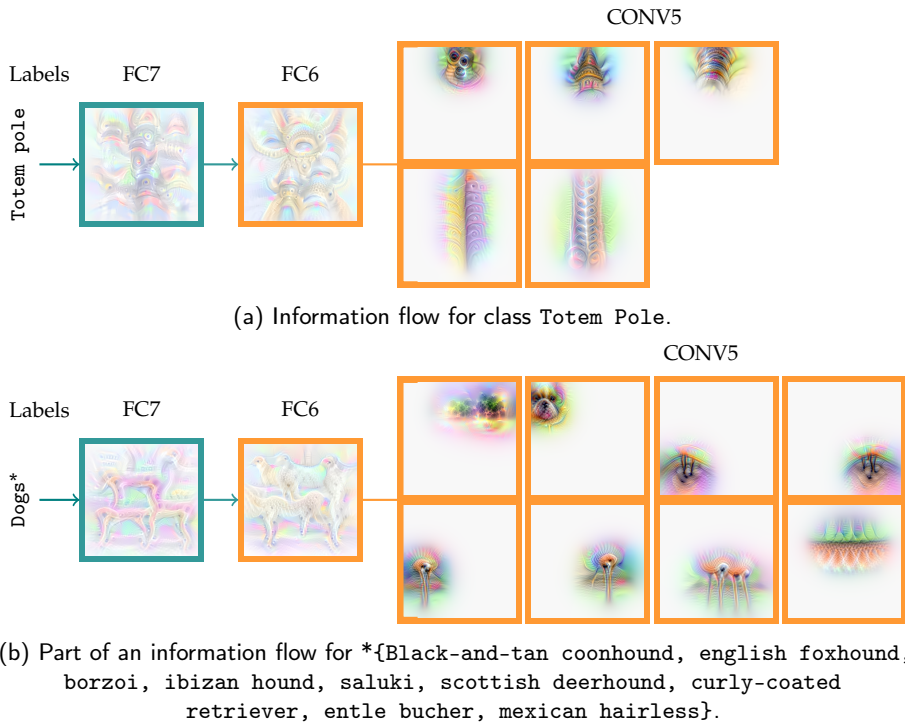 CONV5
Labels FC7 FC6
Totem pole
(a) Information flow for class Totem Pole.
CONV5
Labels FC7 FC6
Dogs*
(b) Part of an information flow for *{Black-and-tan coonhound, english foxhound,
borzoi, ibizan hound, saluki, scottish deerhound, curly-coated
retriever, entle bucher, mexican hairless}.